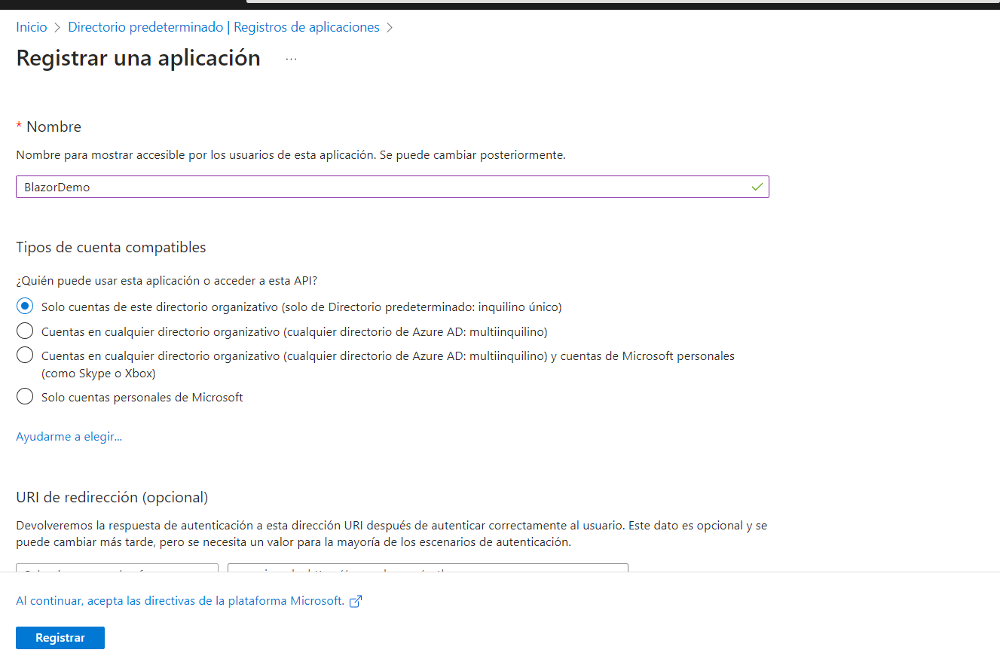 Inicio > Directorio predeterminado | Registros de aplicaciones >
Registrar una aplicación ...
* Nombre
Nombre para mostrar accesible por los usuarios de esta aplicación. Se puede cambiar posteriormente.
BlazorDemo
Tipos de cuenta compatibles
¿Quién puede usar esta aplicación o acceder a esta API?
Solo cuentas de este directorio organizativo (solo de Directorio predeterminado: inquilino único)
Cuentas en cualquier directorio organizativo (cualquier directorio de Azure AD: multiinquilino)
Cuentas en cualquier directorio organizativo (cualquier directorio de Azure AD: multiinquilino) y cuentas de Microsoft personales
(como Skype o Xbox)
Solo cuentas personales de Microsoft
Ayudarme a elegir...
URI de redirección (opcional)
Devolveremos la respuesta de autenticación a esta dirección URI después de autenticar correctamente al usuario. Este dato es opcional y se
puede cambiar más tarde, pero se necesita un valor para la mayoría de los escenarios de autenticación.
Al continuar, acepta las directivas de la plataforma Microsoft.
Registrar